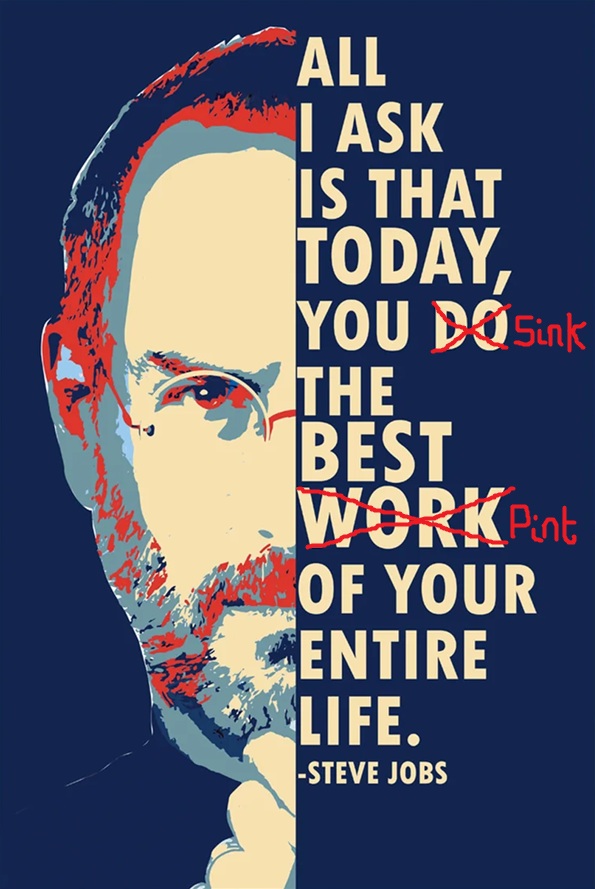 ALL
I ASK
IS THAT
TODAY,
YOU DO Sink
THE
BEST
WORK Pint
OF YOUR
ENTIRE
LIFE.
-STEVE JOBS